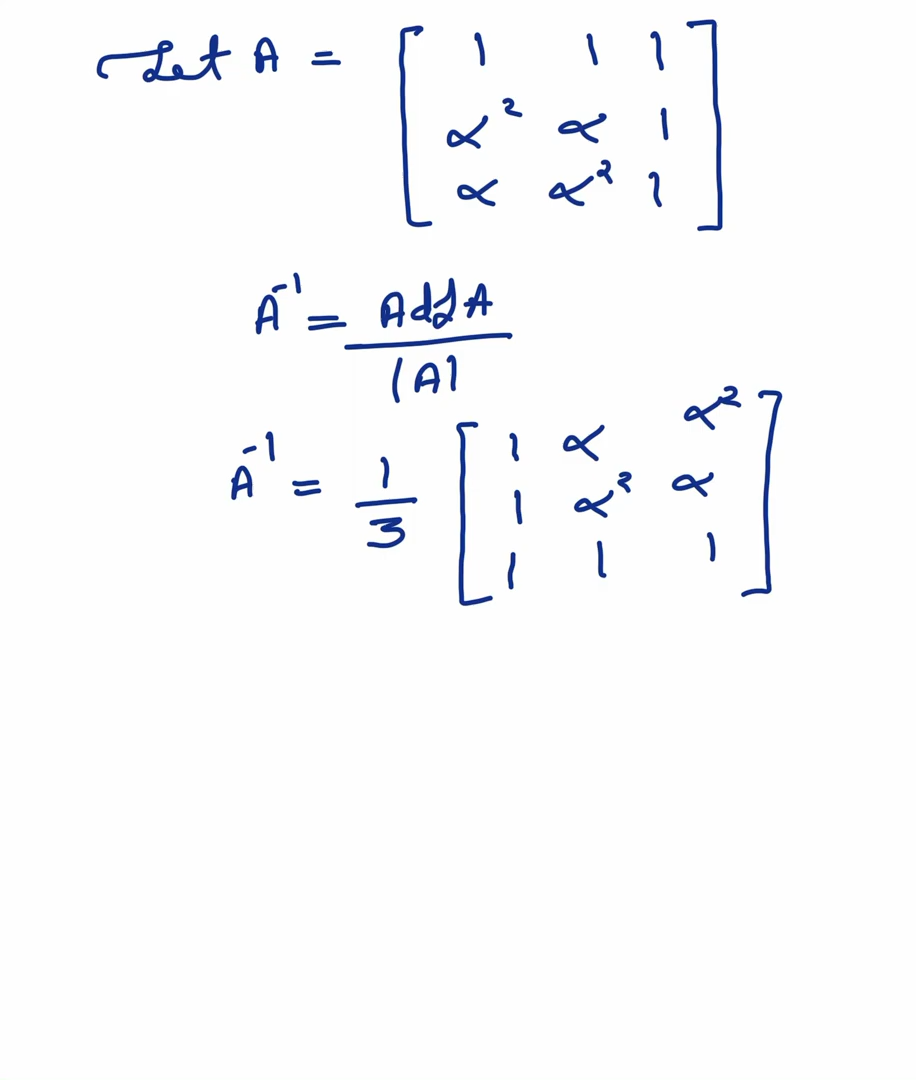 Let A = [ 1 1 1
α² α 1
α α² 1 ]
A⁻¹ = AdjA
|A|
A⁻¹ = 1/3 [ 1 α α²
1 α² α
1 1 1 ]